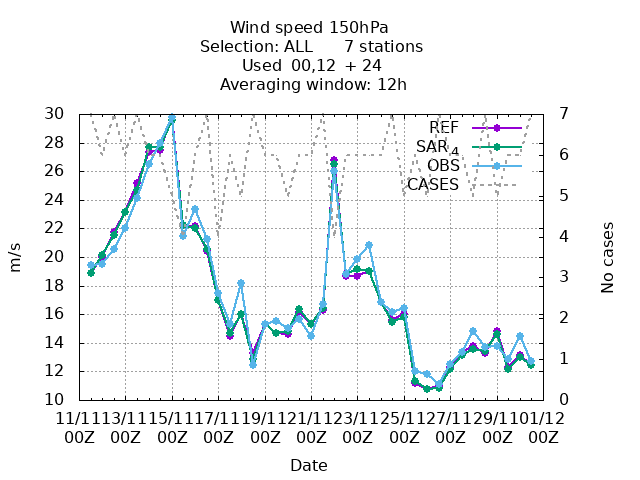 Wind speed 150hPa
Selection: ALL 7 stations
Used 00,12 + 24
Averaging window: 12h
30
28
26
24
22
20
18
16
14
12
10
m/s
7
6
5
4
3
2
1
0
No cases
REF
SAR_4
OBS
CASES
11/11 13/11 15/11 17/11 19/11 21/11 23/11 25/11 27/11 29/11 01/12
00Z 00Z 00Z 00Z 00Z 00Z 00Z 00Z 00Z 00Z 00Z
Date